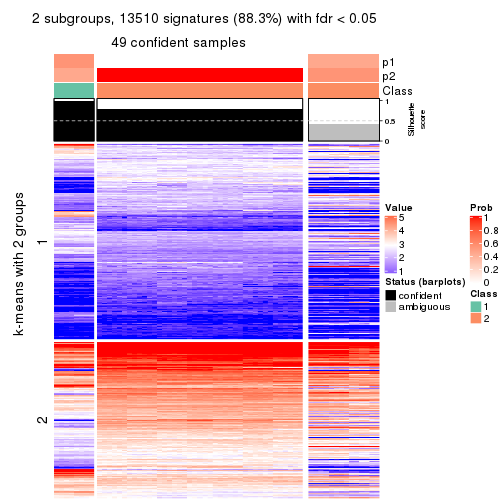 2 subgroups, 13510 signatures (88.3%) with fdr < 0.05
49 confident samples
p1
p2
Class
1
0.5
0
Silhouette
score
k-means with 2 groups
1
2
Value
5
4
3
2
1
Status (barplots)
confident
ambiguous
Prob
1
0.8
0.6
0.4
0.2
0
Class
1
2